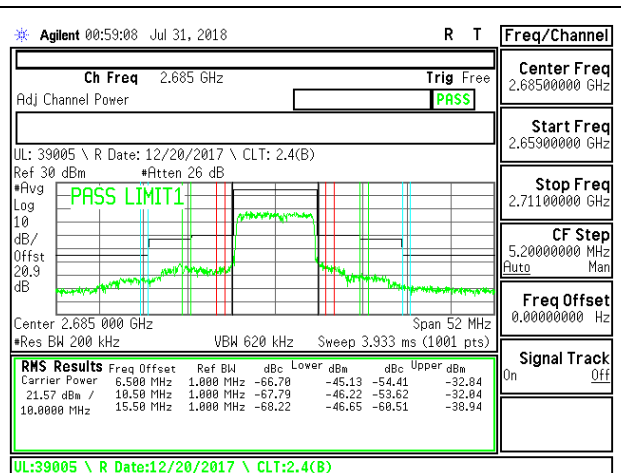 Agilent 00:59:08 Jul 31, 2018 R T
Freq/Channel
Ch Freq 2.685 GHz Trig Free
Adj Channel Power PASS
UL: 39005 \ R Date: 12/20/2017 \ CLT: 2.4(B)
Ref 30 dBm #Atten 26 dB
#Avg
Log
10
dB/
Offst
20.9
dB
PASS LIMIT1
Center 2.685 000 GHz Span 52 MHz
#Res BW 200 kHz VBW 620 kHz Sweep 3.933 ms (1001 pts)
RMS Results Freq Offset Ref BW dBc Lower dBm dBc Upper dBm
Carrier Power 6.500 MHz 1.000 MHz -66.70 -45.13 -54.41 -32.84
21.57 dBm / 10.50 MHz 1.000 MHz -67.79 -46.22 -53.62 -32.04
10.0000 MHz 15.50 MHz 1.000 MHz -68.22 -46.65 -60.51 -38.94
UL:39005 \ R Date:12/20/2017 \ CLT:2.4(B)
Center Freq
2.68500000 GHz
Start Freq
2.65900000 GHz
Stop Freq
2.71100000 GHz
CF Step
5.20000000 MHz
Auto Man
Freq Offset
0.00000000 Hz
Signal Track
On Off